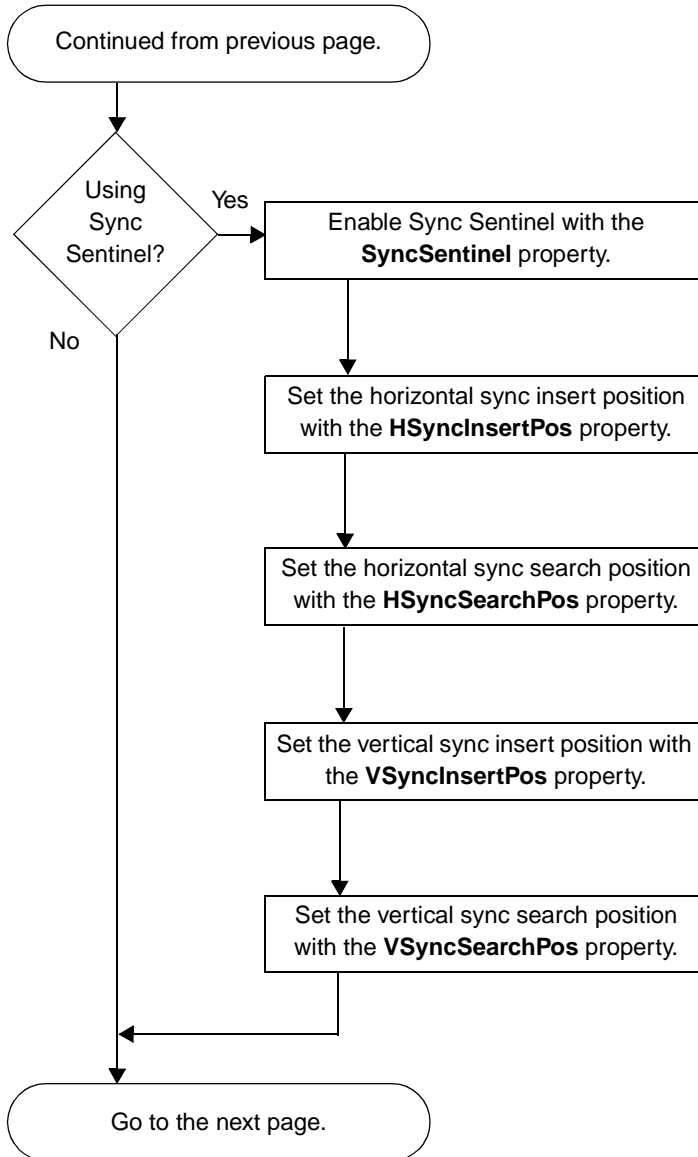 Continued from previous page.
Using
Sync
Sentinel?
Yes
Enable Sync Sentinel with the
SyncSentinel property.
No
Set the horizontal sync insert position
with the HSyncInsertPos property.
Set the horizontal sync search position
with the HSyncSearchPos property.
Set the vertical sync insert position with
the VSyncInsertPos property.
Set the vertical sync search position
with the VSyncSearchPos property.
Go to the next page.